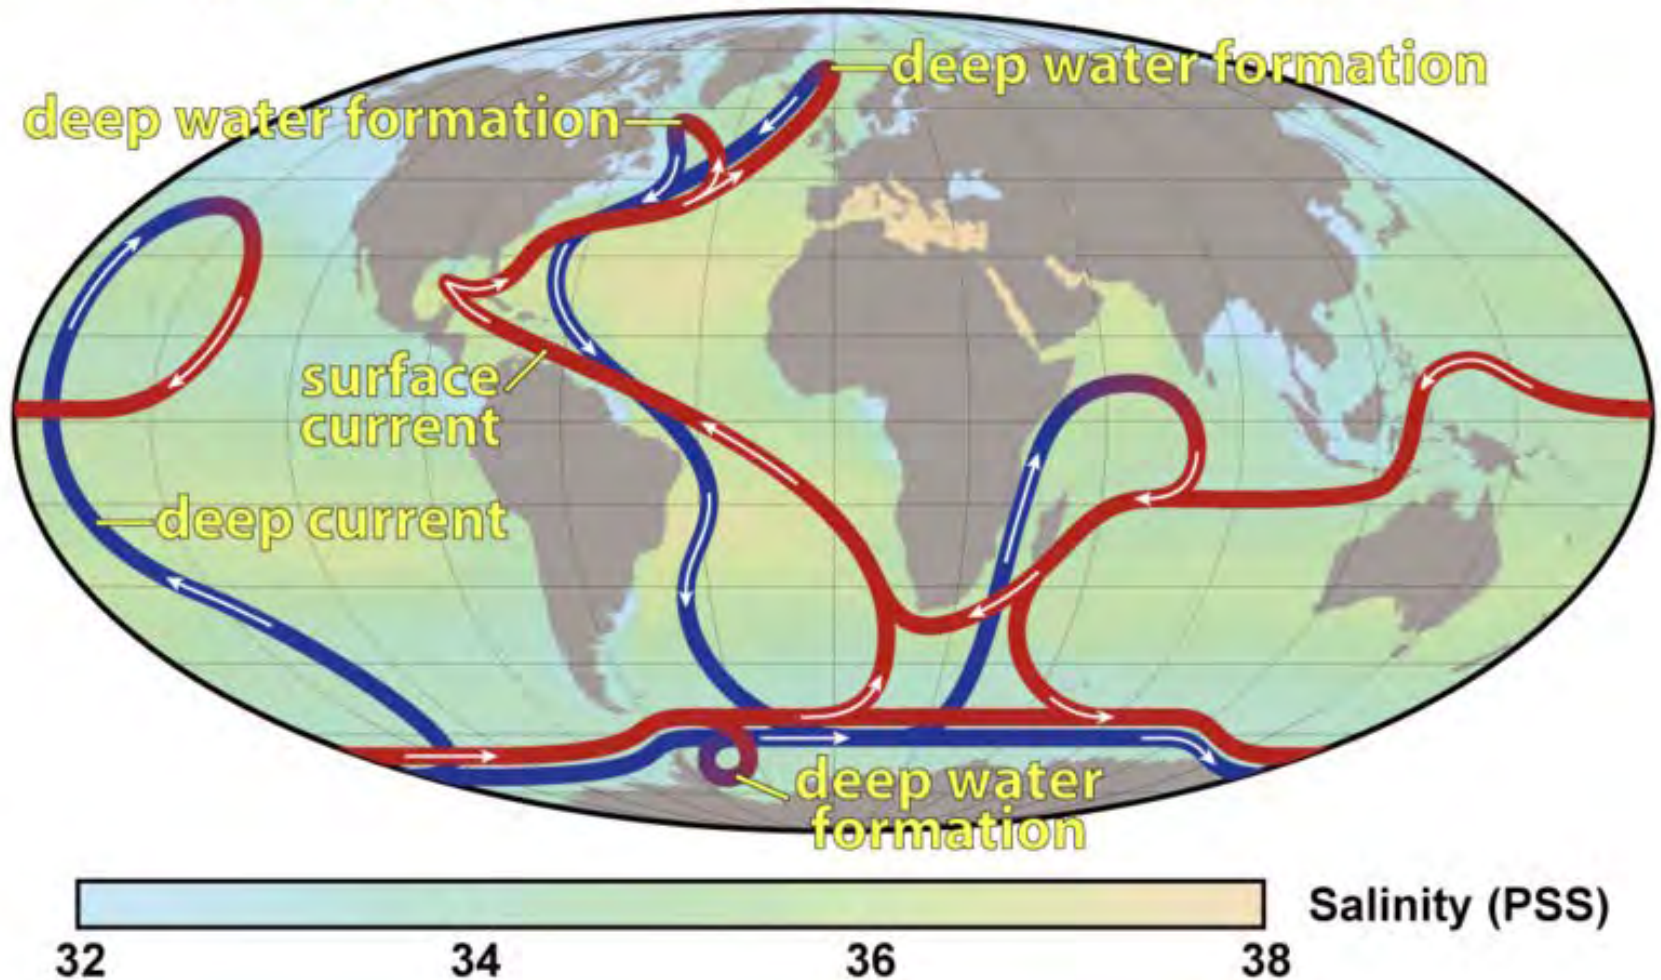 deep water formation
deep water formation
surface
current
deep current
deep water
formation
Salinity (PSS)
32 34 36 38